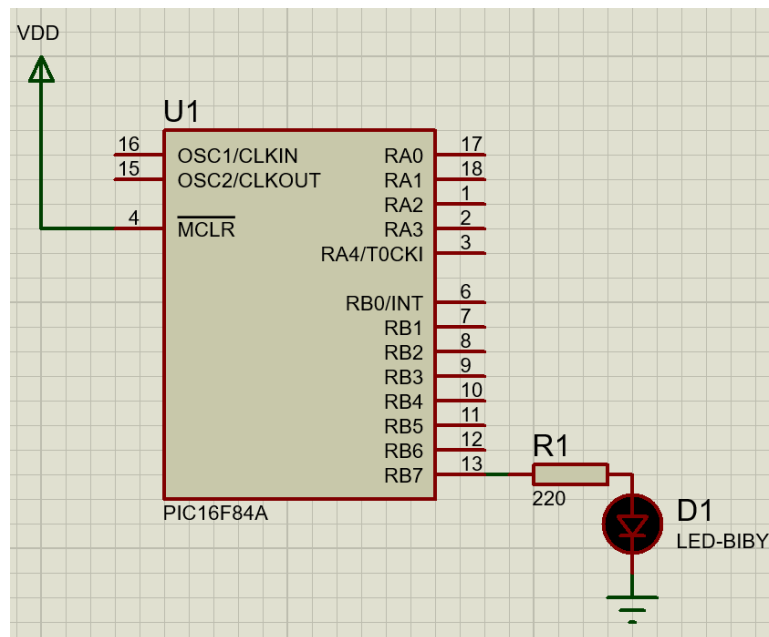 VDD
U1
16 OSC1/CLKIN RA0 17
15 OSC2/CLKOUT RA1 18
RA2 1
4 MCLR RA3 2
RA4/T0CKI 3
RB0/INT 6
RB1 7
RB2 8
RB3 9
RB4 10
RB5 11
RB6 12
RB7 13
R1
220
PIC16F84A
D1
LED-BIBY